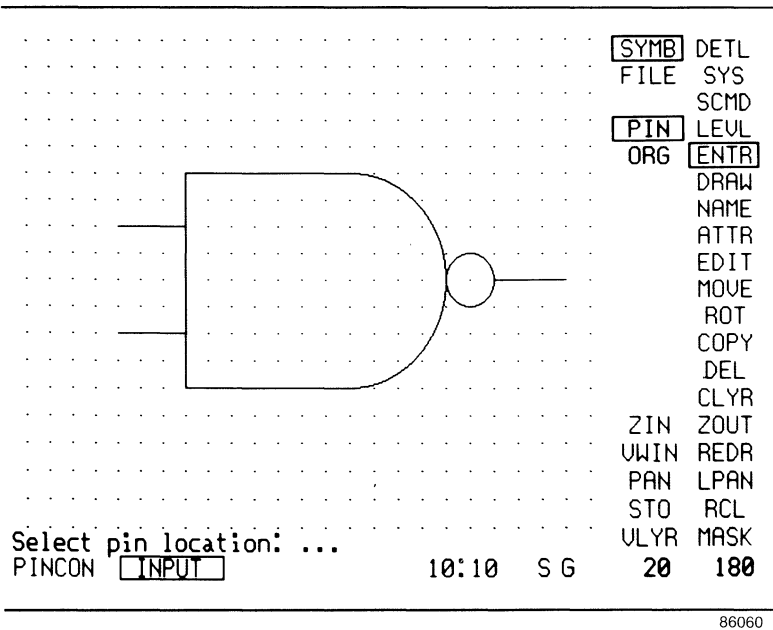 SYMB DETL
FILE SYS
SCMD
PIN LEVL
ORG ENTR
DRAW
NAME
ATTR
EDIT
MOVE
ROT
COPY
DEL
CLYR
ZIN ZOUT
VWIN REDR
PAN LPAN
STO RCL
VLYR MASK
Select pin location: ...
PINCON INPUT 10:10 S G 20 180
86060